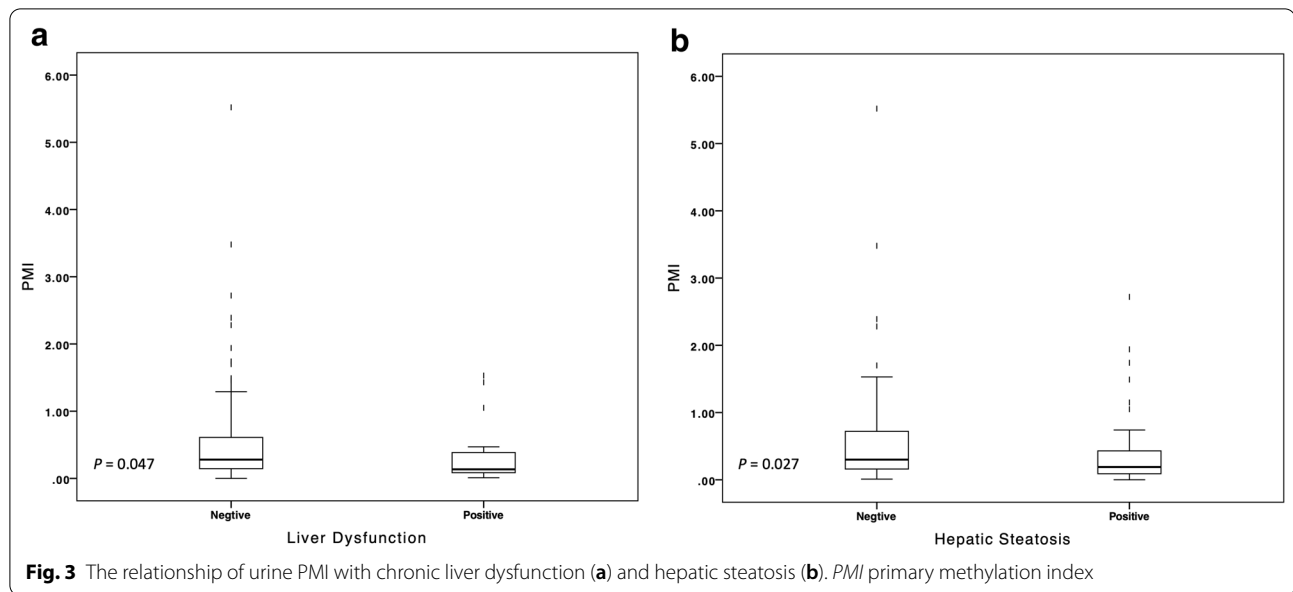 a
6.00
5.00
4.00
3.00
2.00
1.00
.00
PMI
P = 0.047
Negtive
Positive
Liver Dysfunction
b
6.00
5.00
4.00
3.00
2.00
1.00
.00
PMI
P = 0.027
Negtive
Positive
Hepatic Steatosis
Fig. 3 The relationship of urine PMI with chronic liver dysfunction (a) and hepatic steatosis (b). PMI primary methylation index